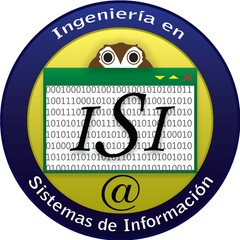 Ingeniería en
ISI
@
Sistemas de Información